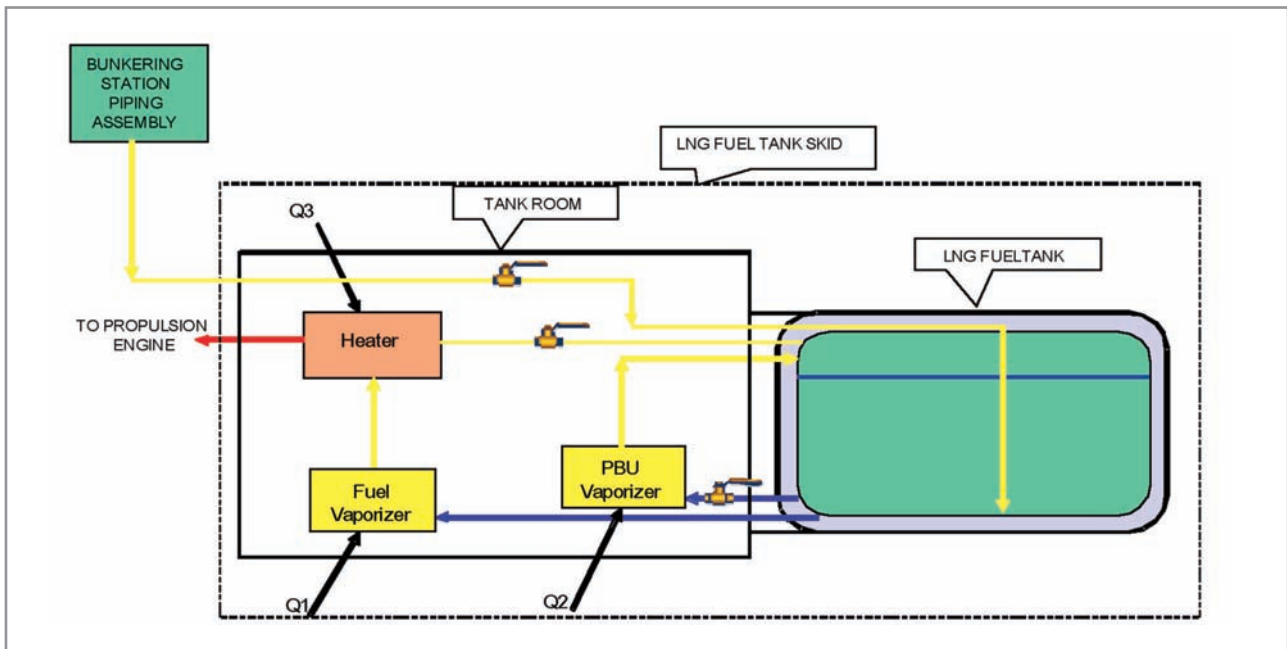 BUNKERING
STATION
PIPING
ASSEMBLY
LNG FUEL TANK SKID
TANK ROOM
Q3
LNG FUELTANK
TO PROPULSION
ENGINE
Heater
PBU
Vaporizer
Fuel
Vaporizer
Q1
Q2